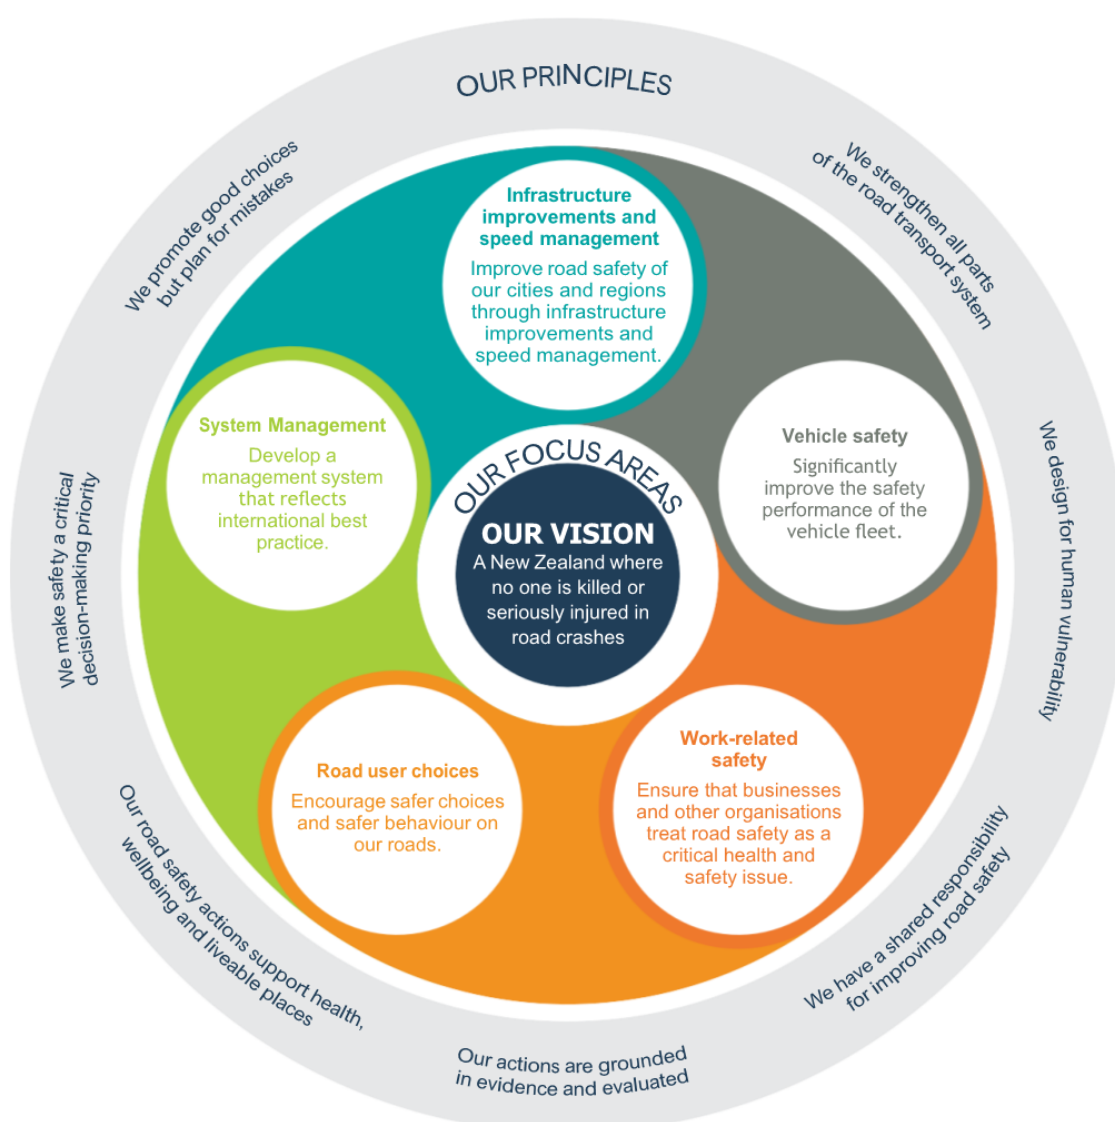 OUR PRINCIPLES
We promote good choices
but plan for mistakes
We strengthen all parts
of the road transport system
We design for human vulnerability
We have a shared responsibility
for improving road safety
Our actions are grounded
in evidence and evaluated
Our road safety actions support health,
wellbeing and liveable places
We make safety a critical
decision-making priority
Infrastructure
improvements and
speed management
Improve road safety of
our cities and regions
through infrastructure
improvements and
speed management.
Vehicle safety
Significantly
improve the safety
performance of the
vehicle fleet.
Work-related
safety
Ensure that businesses
and other organisations
treat road safety as a
critical health and
safety issue.
Road user choices
Encourage safer choices
and safer behaviour on
our roads.
System Management
Develop a
management system
that reflects
international best
practice.
OUR FOCUS AREAS
OUR VISION
A New Zealand where
no one is killed or
seriously injured in
road crashes